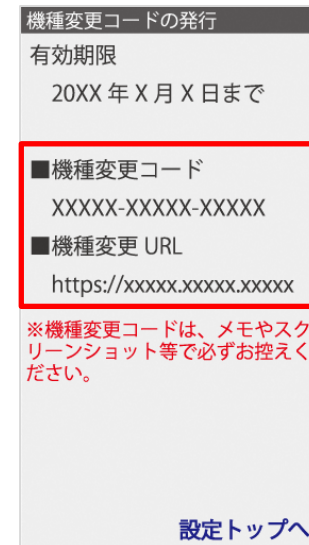 機種変更コードの発行
有効期限
20XX 年 X 月 X 日まで
■機種変更コード
XXXXX-XXXXX-XXXXX
■機種変更 URL
https://xxxxx.xxxxx.xxxxx
※機種変更コードは、メモやスク
リーンショット等で必ずお控えく
ださい。
設定トップへ